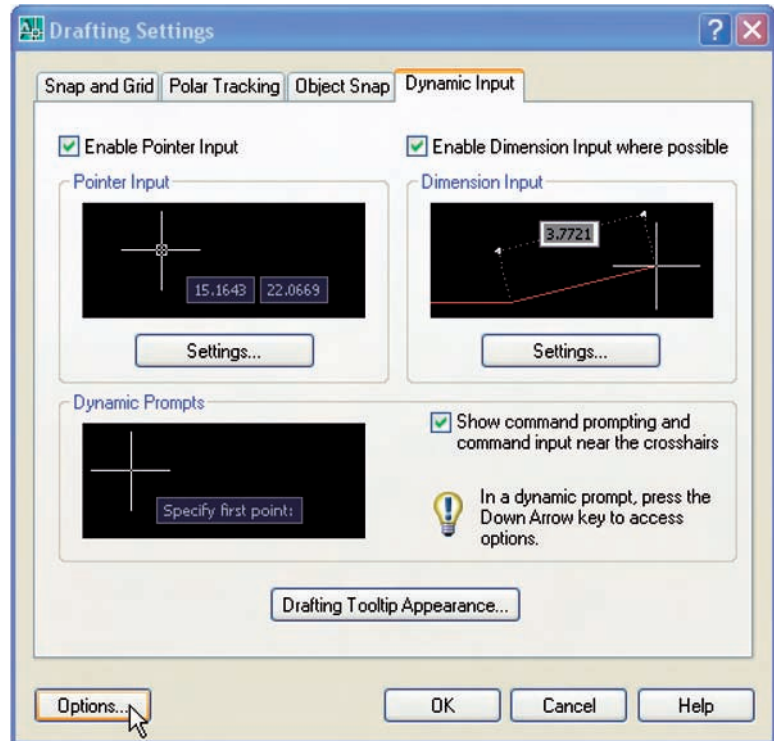 Drafting Settings
Snap and Grid Polar Tracking Object Snap Dynamic Input
Enable Pointer Input
Pointer Input
15.1643 22.0669
Settings...
Enable Dimension Input where possible
Dimension Input
3.7721
Settings...
Dynamic Prompts
Specify first point:
Show command prompting and
command input near the crosshairs
In a dynamic prompt, press the
Down Arrow key to access
options.
Drafting Tooltip Appearance...
Options...
OK
Cancel
Help